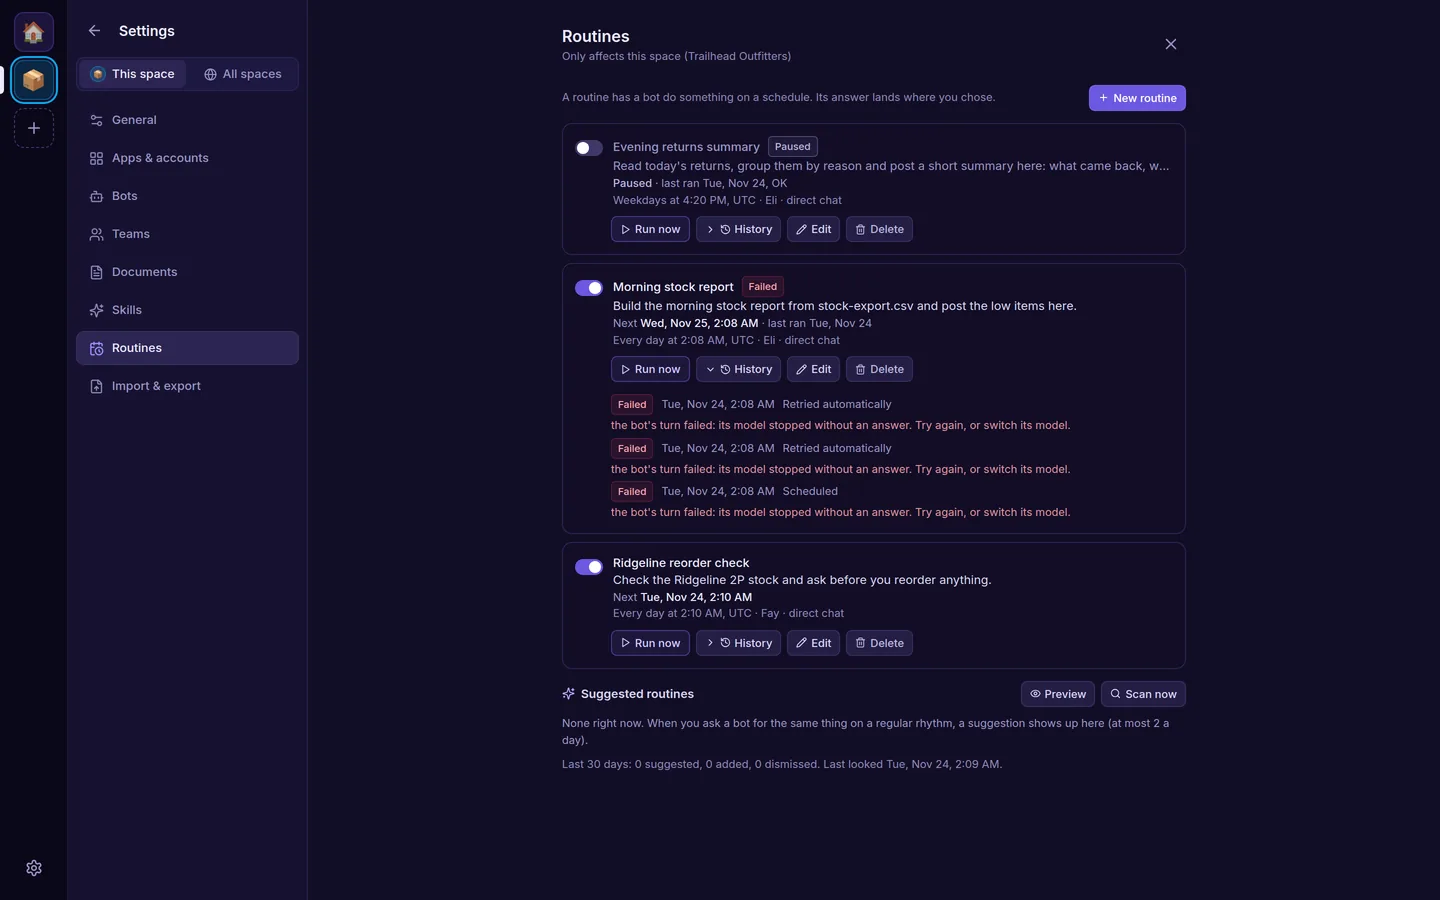 Settings
This space
All spaces
General
Apps & accounts
Bots
Teams
Documents
Skills
Routines
Import & export
Routines
Only affects this space (Trailhead Outfitters)
A routine has a bot do something on a schedule. Its answer lands where you chose.
+ New routine
Evening returns summary Paused
Read today's returns, group them by reason and post a short summary here: what came back, w...
Paused · last ran Tue, Nov 24, OK
Weekdays at 4:20 PM, UTC · Eli · direct chat
Run now History Edit Delete
Morning stock report Failed
Build the morning stock report from stock-export.csv and post the low items here.
Next Wed, Nov 25, 2:08 AM · last ran Tue, Nov 24
Every day at 2:08 AM, UTC · Eli · direct chat
Run now History Edit Delete
Failed Tue, Nov 24, 2:08 AM Retried automatically
the bot's turn failed: its model stopped without an answer. Try again, or switch its model.
Failed Tue, Nov 24, 2:08 AM Retried automatically
the bot's turn failed: its model stopped without an answer. Try again, or switch its model.
Failed Tue, Nov 24, 2:08 AM Scheduled
the bot's turn failed: its model stopped without an answer. Try again, or switch its model.
Ridgeline reorder check
Check the Ridgeline 2P stock and ask before you reorder anything.
Next Tue, Nov 24, 2:10 AM
Every day at 2:10 AM, UTC · Fay · direct chat
Run now History Edit Delete
Suggested routines
Preview
Scan now
None right now. When you ask a bot for the same thing on a regular rhythm, a suggestion shows up here (at most 2 a
day).
Last 30 days: 0 suggested, 0 added, 0 dismissed. Last looked Tue, Nov 24, 2:09 AM.